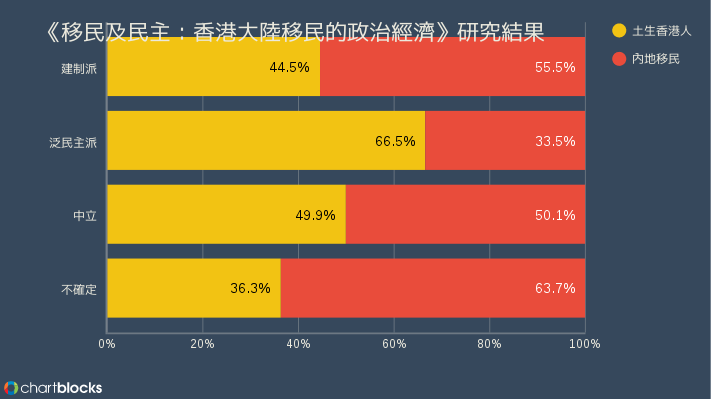 《移民及民主：香港大陸移民的政治經濟》研究結果
土生香港人
內地移民
建制派 44.5% 55.5%
泛民主派 66.5% 33.5%
中立 49.9% 50.1%
不確定 36.3% 63.7%
0% 20% 40% 60% 80% 100%
chartblocks